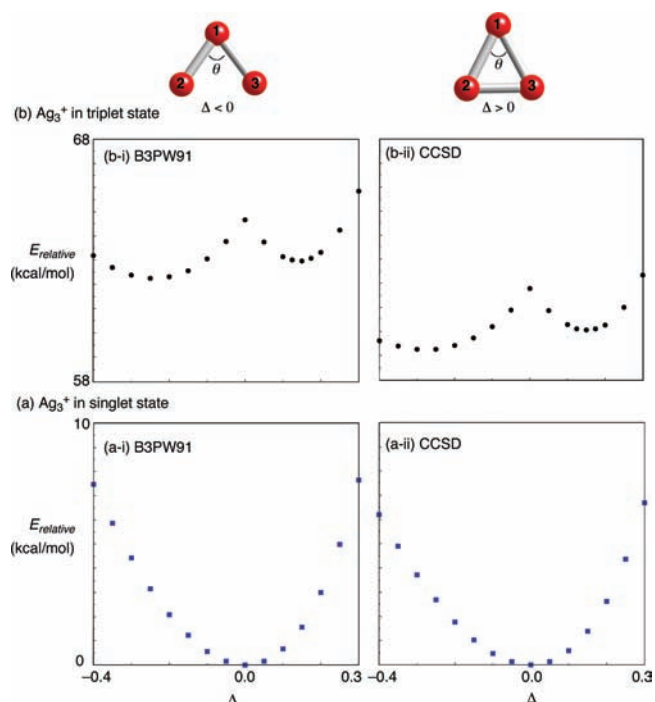 1
θ
2
3
Δ < 0
1
θ
2
3
Δ > 0
(b) Ag₃⁺ in triplet state
68
(b-i) B3PW91
(b-ii) CCSD
E_relative
(kcal/mol)
58
(a) Ag₃⁺ in singlet state
10
(a-i) B3PW91
(a-ii) CCSD
E_relative
(kcal/mol)
0
−0.4
0.0
0.3
−0.4
0.0
0.3
Δ
Δ